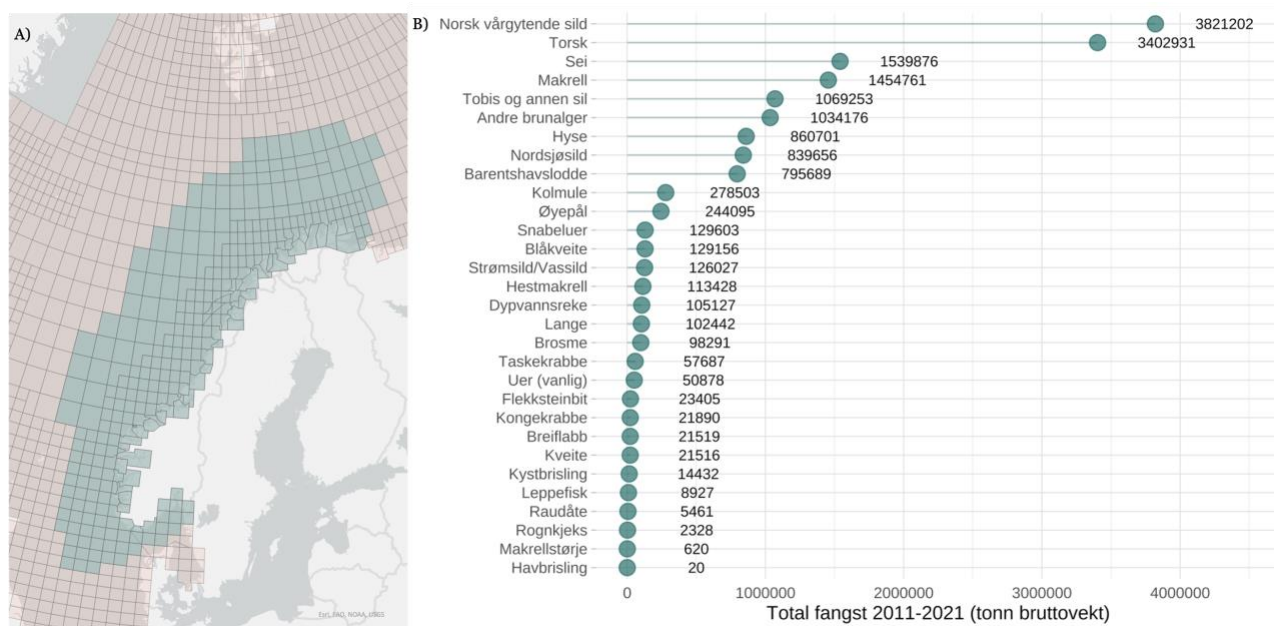 A)
Esri, FAO, NOAA, USGS
B)
Norsk vårgytende sild 3821202
Torsk 3402931
Sei 1539876
Makrell 1454761
Tobis og annen sil 1069253
Andre brunalger 1034176
Hyse 860701
Nordsjøsild 839656
Barentshavslodde 795689
Kolmule 278503
Øyepål 244095
Snabeluer 129603
Blåkveite 129156
Strømsild/Vassild 126027
Hestmakrell 113428
Dypvannsreke 105127
Lange 102442
Brosme 98291
Taskekrabbe 57687
Uer (vanlig) 50878
Flekksteinbit 23405
Kongekrabbe 21890
Breiflabb 21519
Kveite 21516
Kystbrisling 14432
Leppefisk 8927
Raudåte 5461
Rognkjeks 2328
Makrellstørje 620
Havbrisling 20
0 1000000 2000000 3000000 4000000
Total fangst 2011-2021 (tonn bruttovekt)